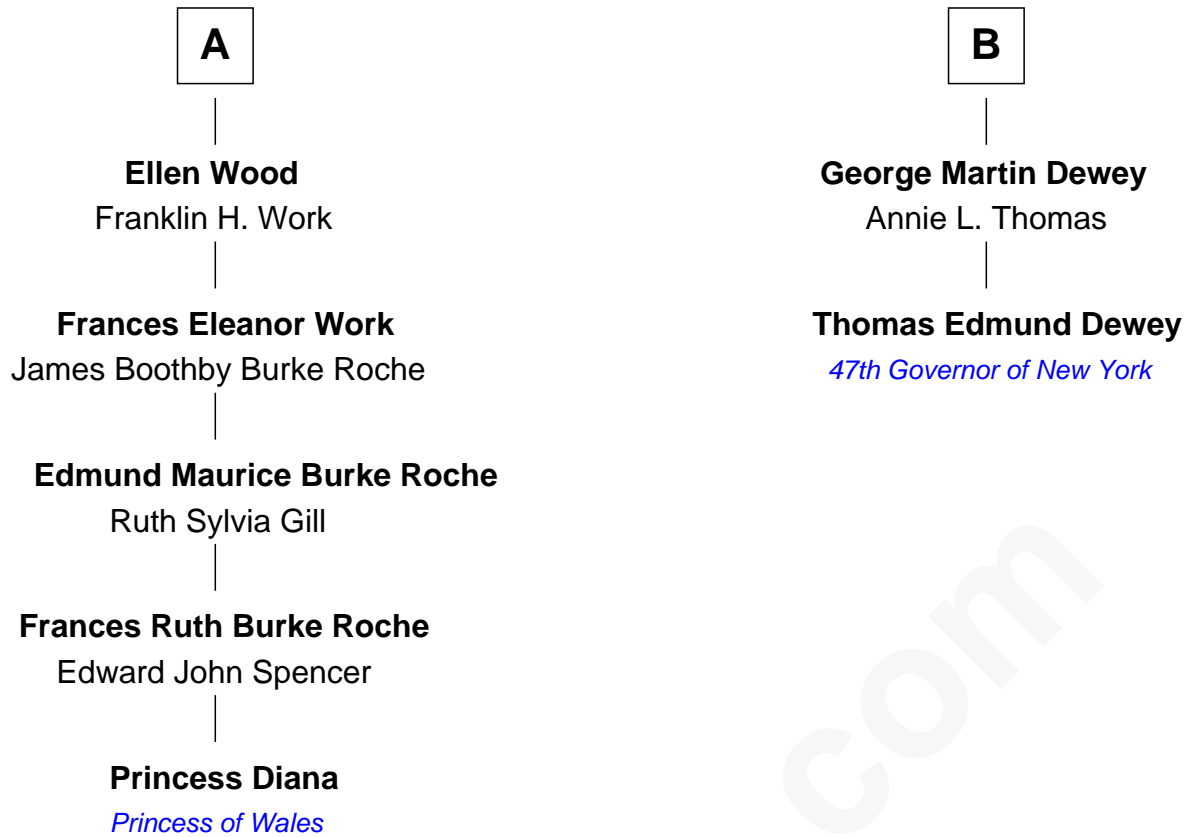 A
Ellen Wood
Franklin H. Work
Frances Eleanor Work
James Boothby Burke Roche
Edmund Maurice Burke Roche
Ruth Sylvia Gill
Frances Ruth Burke Roche
Edward John Spencer
Princess Diana
Princess of Wales
B
George Martin Dewey
Annie L. Thomas
Thomas Edmund Dewey
47th Governor of New York
com